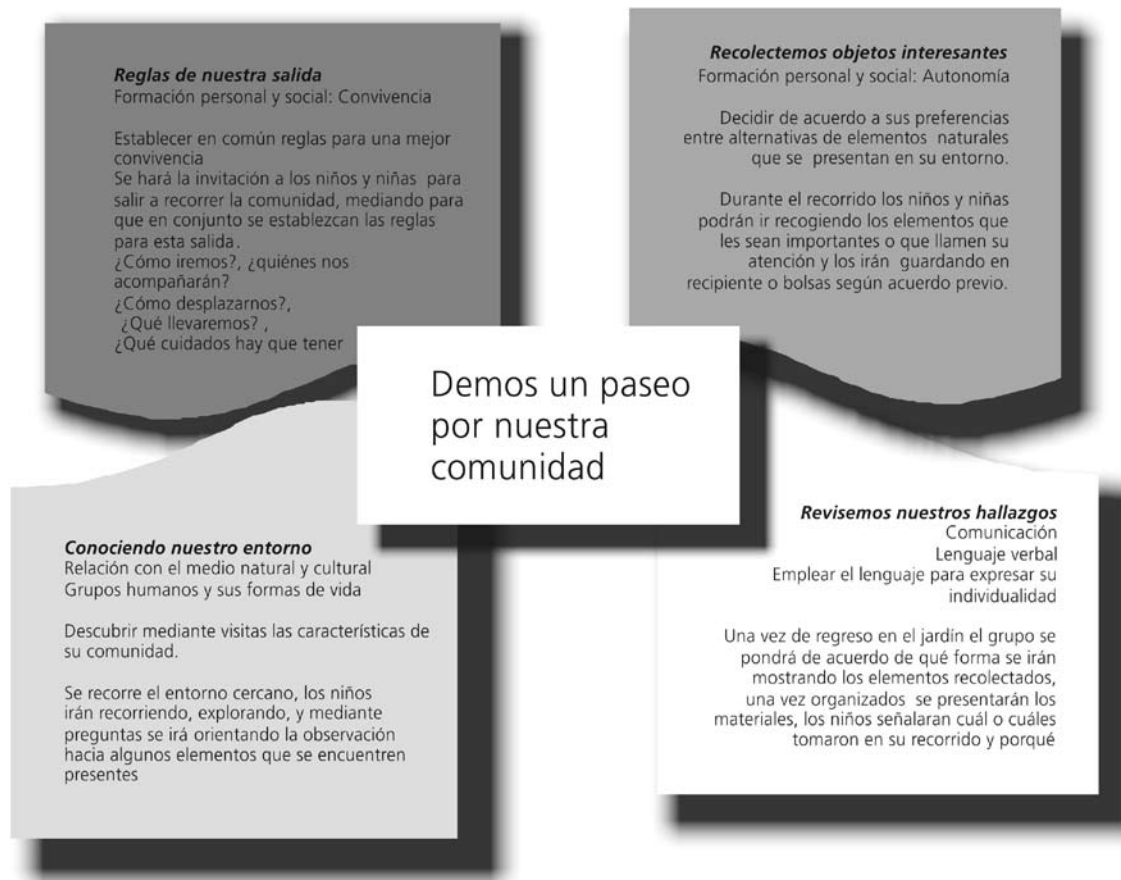 Reglas de nuestra salida
Formación personal y social: Convivencia
Establecer en común reglas para una mejor
convivencia
Se hará la invitación a los niños y niñas para
salir a recorrer la comunidad, mediando para
que en conjunto se establezcan las reglas
para esta salida.
¿Cómo iremos?, ¿quiénes nos
acompañarán?
¿Cómo desplazarnos?,
¿Qué llevaremos? ,
¿Qué cuidados hay que tener
Recolectemos objetos interesantes
Formación personal y social: Autonomía
Decidir de acuerdo a sus preferencias
entre alternativas de elementos naturales
que se presentan en su entorno.
Durante el recorrido los niños y niñas
podrán ir recogiendo los elementos que
les sean importantes o que llamen su
atención y los irán guardando en
recipiente o bolsas según acuerdo previo.
Demos un paseo
por nuestra
comunidad
Conociendo nuestro entorno
Relación con el medio natural y cultural
Grupos humanos y sus formas de vida
Descubrir mediante visitas las características de
su comunidad.
Se recorre el entorno cercano, los niños
irán recorriendo, explorando, y mediante
preguntas se irá orientando la observación
hacia algunos elementos que se encuentren
presentes
Revisemos nuestros hallazgos
Comunicación
Lenguaje verbal
Emplear el lenguaje para expresar su
individualidad
Una vez de regreso en el jardín el grupo se
pondrá de acuerdo de qué forma se irán
mostrando los elementos recolectados,
una vez organizados se presentarán los
materiales, los niños señalaran cuál o cuáles
tomaron en su recorrido y porqué